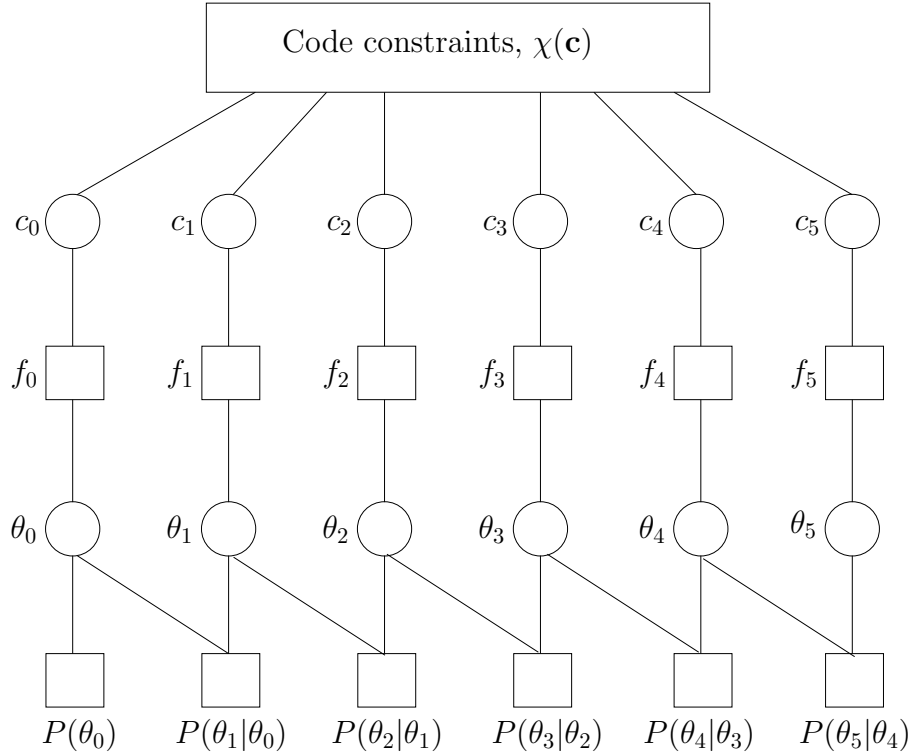 Code constraints, χ(𝐜)
c₀ c₁ c₂ c₃ c₄ c₅
f₀ f₁ f₂ f₃ f₄ f₅
θ₀ θ₁ θ₂ θ₃ θ₄ θ₅
P(θ₀) P(θ₁|θ₀) P(θ₂|θ₁) P(θ₃|θ₂) P(θ₄|θ₃) P(θ₅|θ₄)